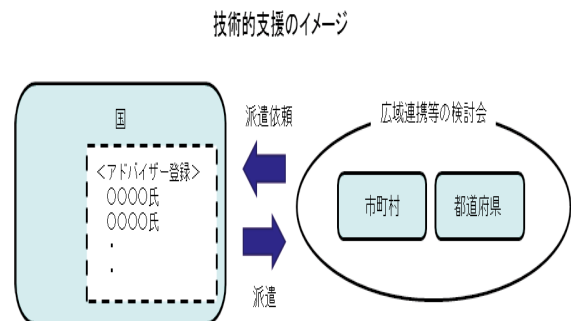 技術的支援のイメージ
国
<アドバイザー登録>
○○○○氏
○○○○氏
・
・
派遣依頼
派遣
広域連携等の検討会
市町村
都道府県